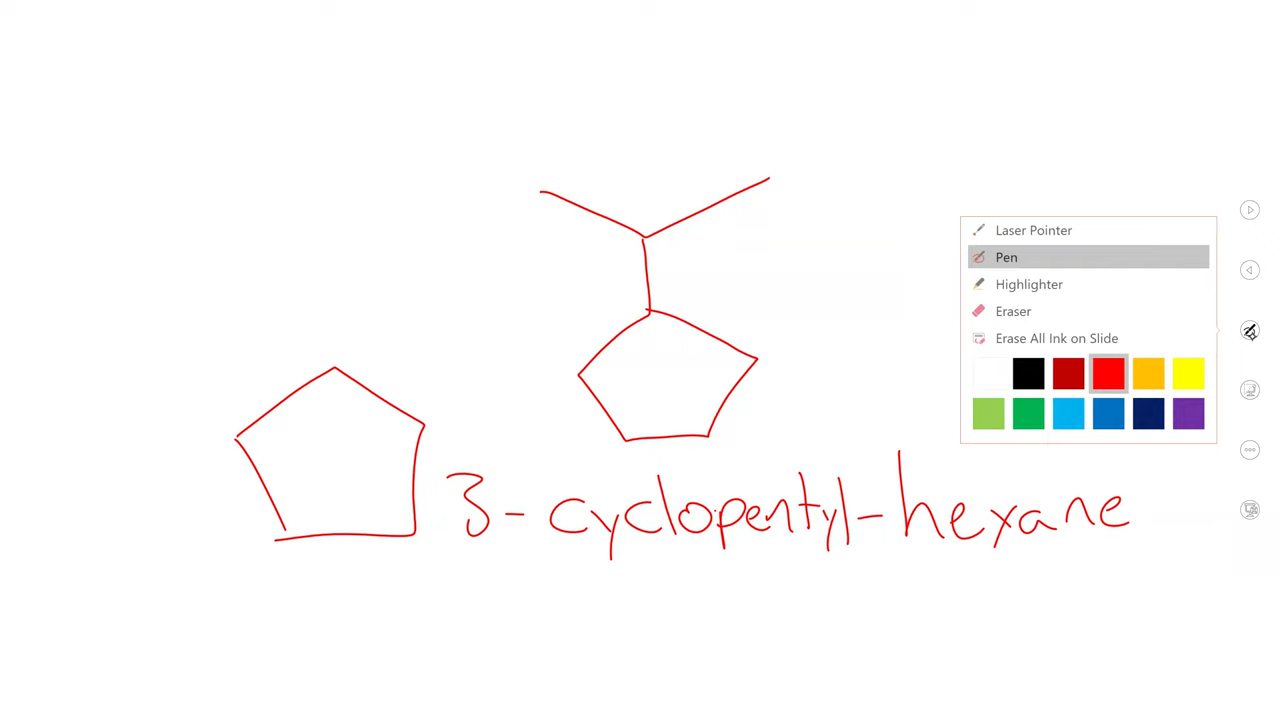 Laser Pointer
Pen
Highlighter
Eraser
Erase All Ink on Slide
3-cyclopentyl-hexane